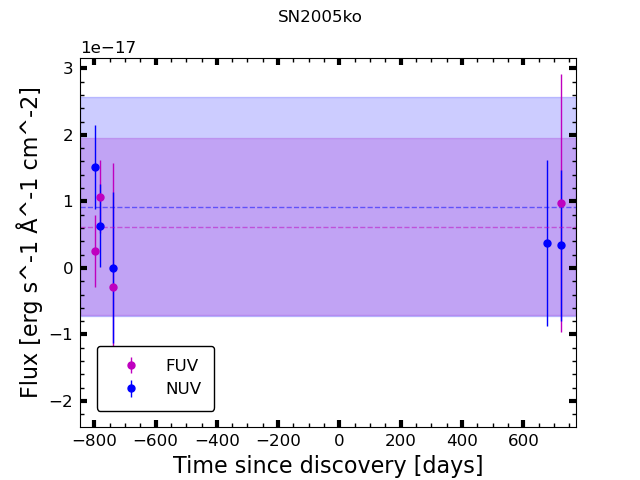 SN2005ko
1e−17
Flux [erg s^-1 Å^-1 cm^-2]
3
2
1
0
−1
−2
FUV
NUV
−800 −600 −400 −200 0 200 400 600
Time since discovery [days]